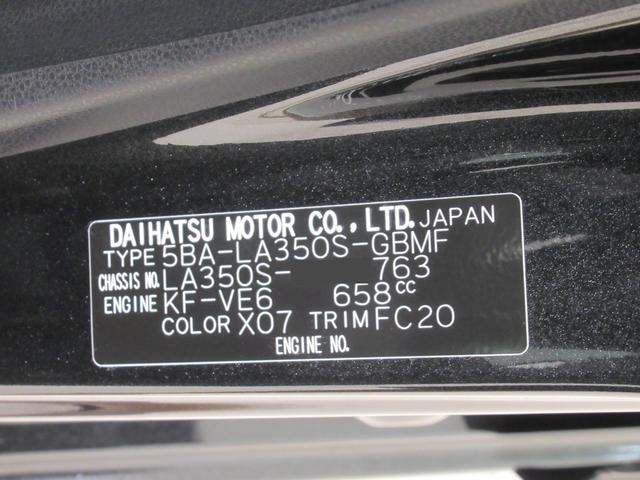 DAIHATSU MOTOR CO., LTD. JAPAN
TYPE 5BA-LA350S-GBMF
CHASSIS NO. LA350S- 763
ENGINE KF-VE6 658cc
COLOR X07 TRIM FC20
ENGINE NO.